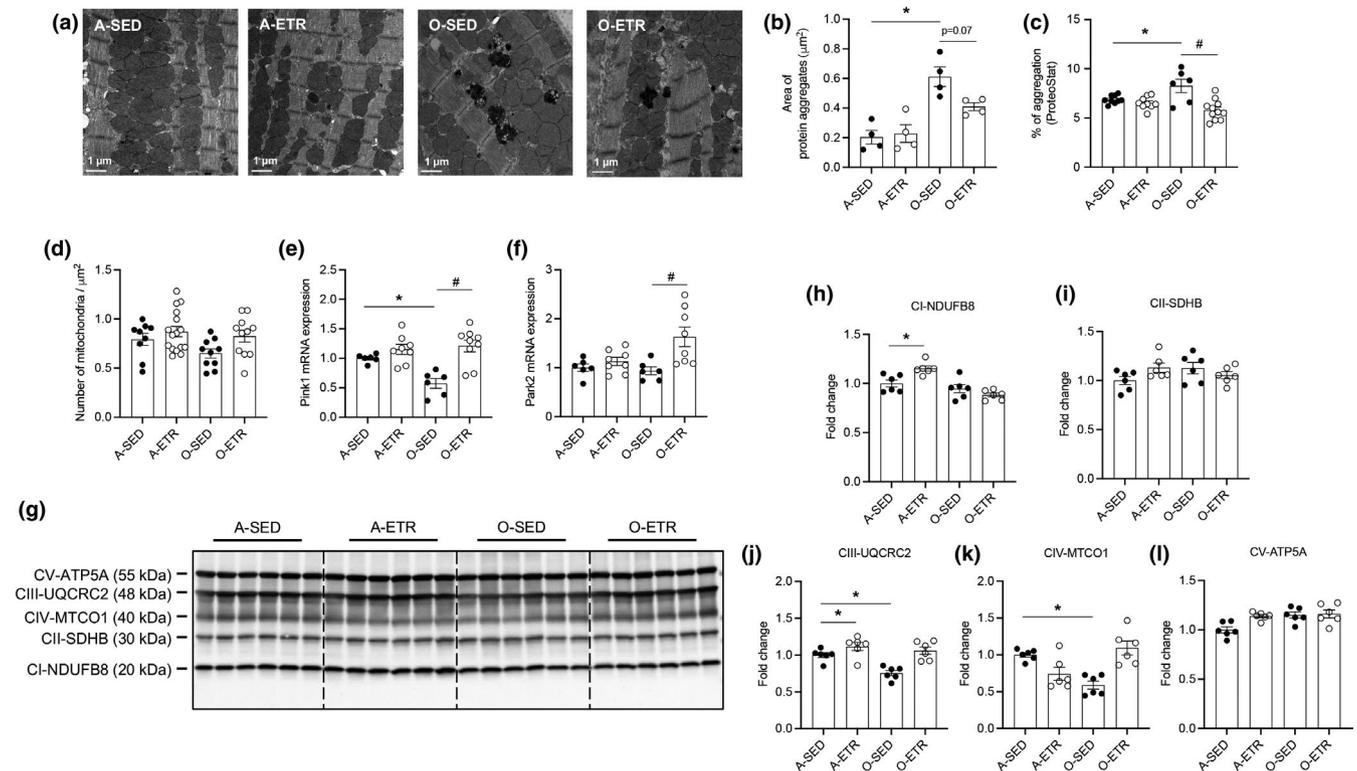 (a)
A-SED
A-ETR
O-SED
O-ETR
1 µm
1 µm
1 µm
1 µm
(b)
Area of
protein aggregates (µm²)
1.0
0.8
0.6
0.4
0.2
0.0
*
p=0.07
A-SED
A-ETR
O-SED
O-ETR
(c)
% of aggregation
(ProteoStat)
15
10
5
0
*
#
A-SED
A-ETR
O-SED
O-ETR
(d)
Number of mitochondria / µm²
1.5
1.0
0.5
0.0
A-SED
A-ETR
O-SED
O-ETR
(e)
Pink1 mRNA expression
2.5
2.0
1.5
1.0
0.5
0.0
*
#
A-SED
A-ETR
O-SED
O-ETR
(f)
Park2 mRNA expression
3
2
1
0
#
A-SED
A-ETR
O-SED
O-ETR
(g)
A-SED
A-ETR
O-SED
O-ETR
CV-ATP5A (55 kDa)
CIII-UQCRC2 (48 kDa)
CIV-MTCO1 (40 kDa)
CII-SDHB (30 kDa)
CI-NDUFB8 (20 kDa)
(h)
CI-NDUFB8
Fold change
1.5
1.0
0.5
0.0
*
A-SED
A-ETR
O-SED
O-ETR
(i)
CII-SDHB
Fold change
1.5
1.0
0.5
0.0
A-SED
A-ETR
O-SED
O-ETR
(j)
CIII-UQCRC2
Fold change
2.0
1.5
1.0
0.5
0.0
*
*
A-SED
A-ETR
O-SED
O-ETR
(k)
CIV-MTCO1
Fold change
2.0
1.5
1.0
0.5
0.0
*
A-SED
A-ETR
O-SED
O-ETR
(l)
CV-ATP5A
Fold change
1.5
1.0
0.5
0.0
A-SED
A-ETR
O-SED
O-ETR